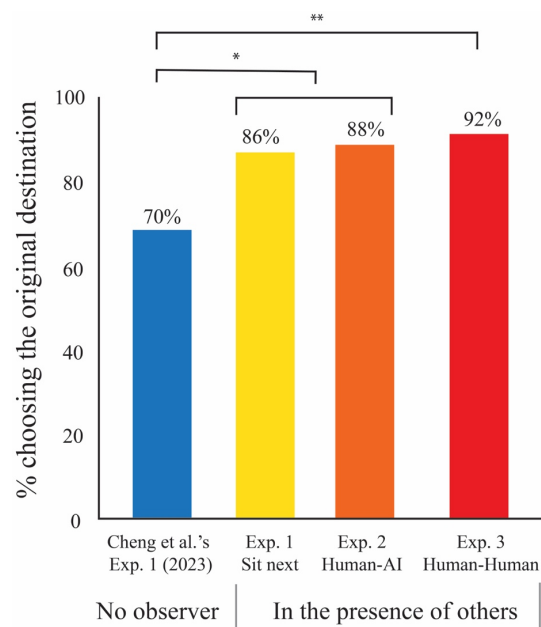 **
*
% choosing the original destination
100
80
60
40
20
0
70%
86%
88%
92%
Cheng et al.'s
Exp. 1 (2023)
Exp. 1
Sit next
Exp. 2
Human-AI
Exp. 3
Human-Human
No observer
In the presence of others